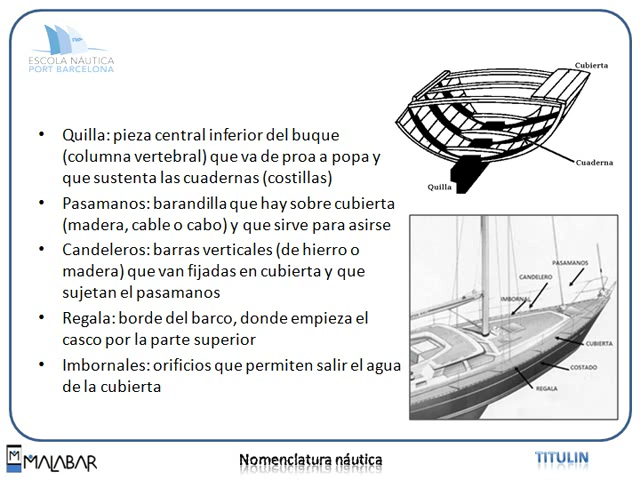 ESCOLA NÁUTICA
PORT BARCELONA
• Quilla: pieza central inferior del buque
(columna vertebral) que va de proa a popa y
que sustenta las cuadernas (costillas)
• Pasamanos: barandilla que hay sobre cubierta
(madera, cable o cabo) y que sirve para asirse
• Candeleros: barras verticales (de hierro o
madera) que van fijadas en cubierta y que
sujetan el pasamanos
• Regala: borde del barco, donde empieza el
casco por la parte superior
• Imbornales: orificios que permiten salir el agua
de la cubierta
Cubierta
Cuaderna
Quilla
PASAMANOS
CANDELERO
IMBORNAL
CUBIERTA
COSTADO
REGALA
MALABAR
Nomenclatura náutica
TITULIN